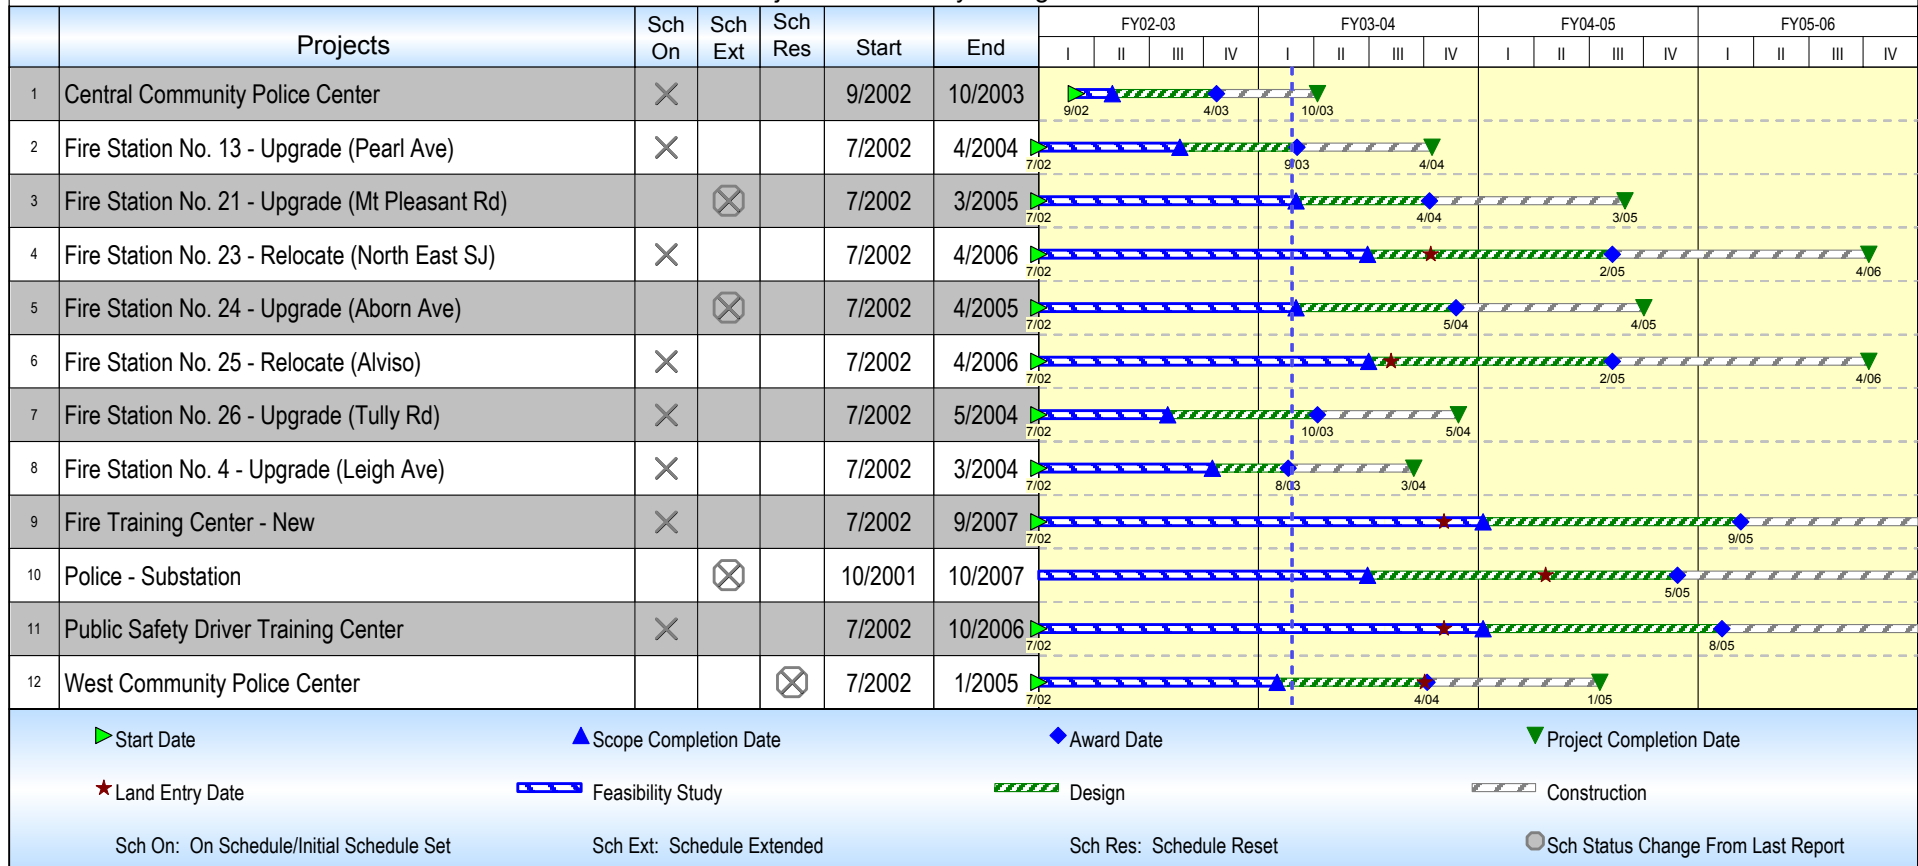 Projects Sch On Sch Ext Sch Res Start End FY02-03 FY03-04 FY04-05 FY05-06
I II III IV I II III IV I II III IV I II III IV
1 Central Community Police Center 9/2002 10/2003 9/02 4/03 10/03
2 Fire Station No. 13 - Upgrade (Pearl Ave) 7/2002 4/2004 7/02 9/03 4/04
3 Fire Station No. 21 - Upgrade (Mt Pleasant Rd) 7/2002 3/2005 7/02 4/04 3/05
4 Fire Station No. 23 - Relocate (North East SJ) 7/2002 4/2006 7/02 2/05 4/06
5 Fire Station No. 24 - Upgrade (Aborn Ave) 7/2002 4/2005 7/02 5/04 4/05
6 Fire Station No. 25 - Relocate (Alviso) 7/2002 4/2006 7/02 2/05 4/06
7 Fire Station No. 26 - Upgrade (Tully Rd) 7/2002 5/2004 7/02 10/03 5/04
8 Fire Station No. 4 - Upgrade (Leigh Ave) 7/2002 3/2004 7/02 8/03 3/04
9 Fire Training Center - New 7/2002 9/2007 7/02 9/05
10 Police - Substation 10/2001 10/2007 5/05
11 Public Safety Driver Training Center 7/2002 10/2006 7/02 8/05
12 West Community Police Center 7/2002 1/2005 7/02 4/04 1/05
Start Date Scope Completion Date Award Date Project Completion Date
Land Entry Date Feasibility Study Design Construction
Sch On: On Schedule/Initial Schedule Set Sch Ext: Schedule Extended Sch Res: Schedule Reset Sch Status Change From Last Report